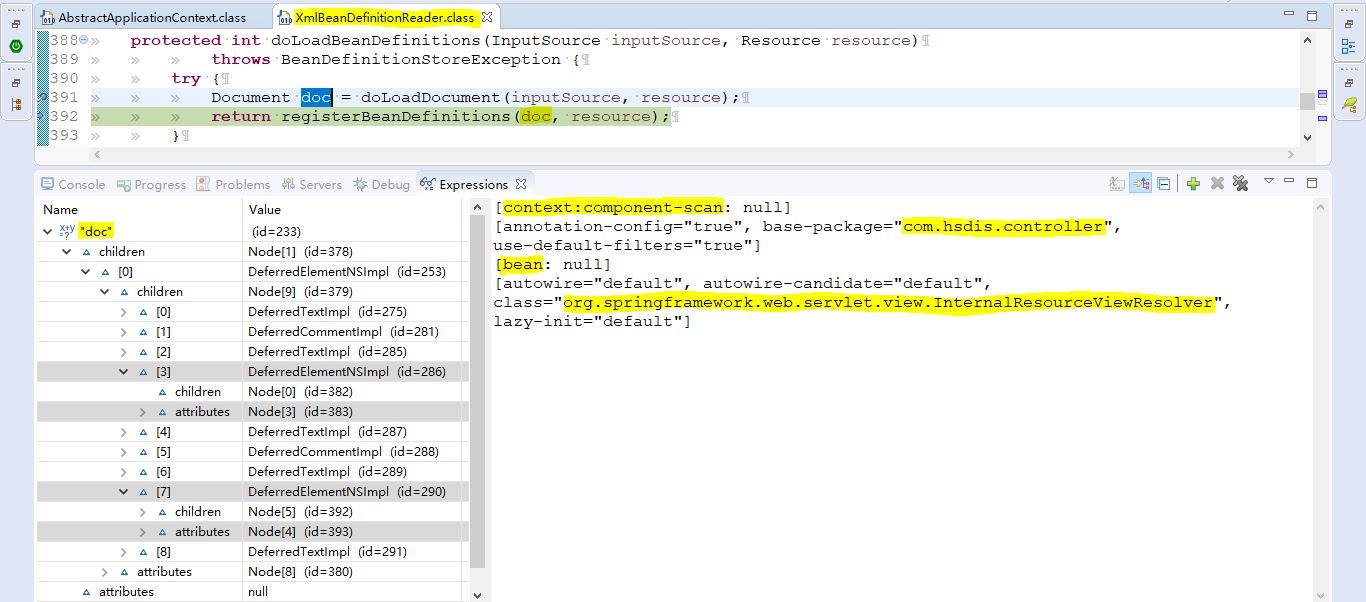 AbstractApplicationContext.class XmlBeanDefinitionReader.class
388 protected int doLoadBeanDefinitions(InputSource inputSource, Resource resource)
389 throws BeanDefinitionStoreException {
390 try {
391 Document doc = doLoadDocument(inputSource, resource);
392 return registerBeanDefinitions(doc, resource);
393 }
Console Progress Problems Servers Debug Expressions
Name Value
"doc" (id=233)
children Node[1] (id=378)
[0] DeferredElementNSImpl (id=253)
children Node[9] (id=379)
[0] DeferredTextImpl (id=275)
[1] DeferredCommentImpl (id=281)
[2] DeferredTextImpl (id=285)
[3] DeferredElementNSImpl (id=286)
children Node[0] (id=382)
attributes Node[3] (id=383)
[4] DeferredTextImpl (id=287)
[5] DeferredCommentImpl (id=288)
[6] DeferredTextImpl (id=289)
[7] DeferredElementNSImpl (id=290)
children Node[5] (id=392)
attributes Node[4] (id=393)
[8] DeferredTextImpl (id=291)
attributes Node[8] (id=380)
attributes null
[context:component-scan: null]
[annotation-config="true", base-package="com.hsdis.controller",
use-default-filters="true"]
[bean: null]
[autowire="default", autowire-candidate="default",
class="org.springframework.web.servlet.view.InternalResourceViewResolver",
lazy-init="default"]